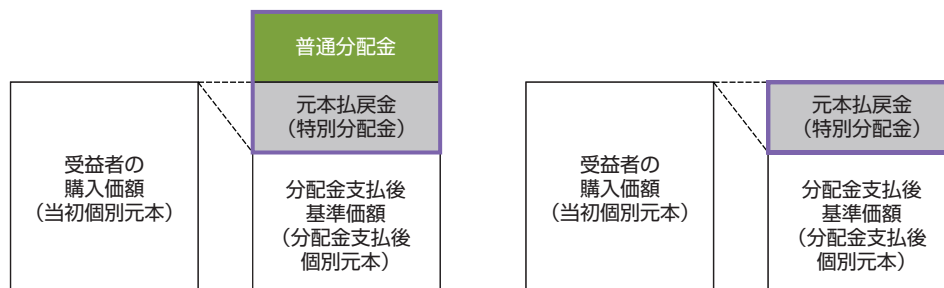 普通分配金
元本払戻金
（特別分配金）
受益者の
購入価額
（当初個別元本）
分配金支払後
基準価額
（分配金支払後
個別元本）
元本払戻金
（特別分配金）
受益者の
購入価額
（当初個別元本）
分配金支払後
基準価額
（分配金支払後
個別元本）